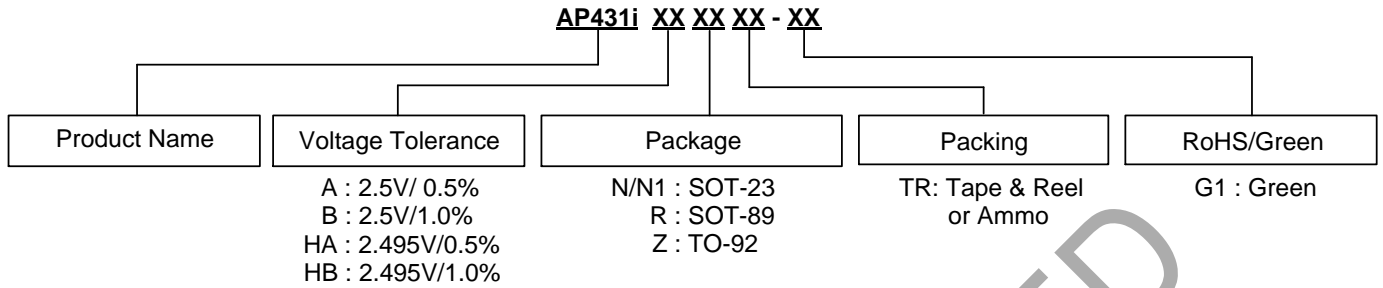 AP431i XX XX XX - XX
Product Name
Voltage Tolerance
A : 2.5V/ 0.5%
B : 2.5V/1.0%
HA : 2.495V/0.5%
HB : 2.495V/1.0%
Package
N/N1 : SOT-23
R : SOT-89
Z : TO-92
Packing
TR: Tape & Reel
or Ammo
RoHS/Green
G1 : Green